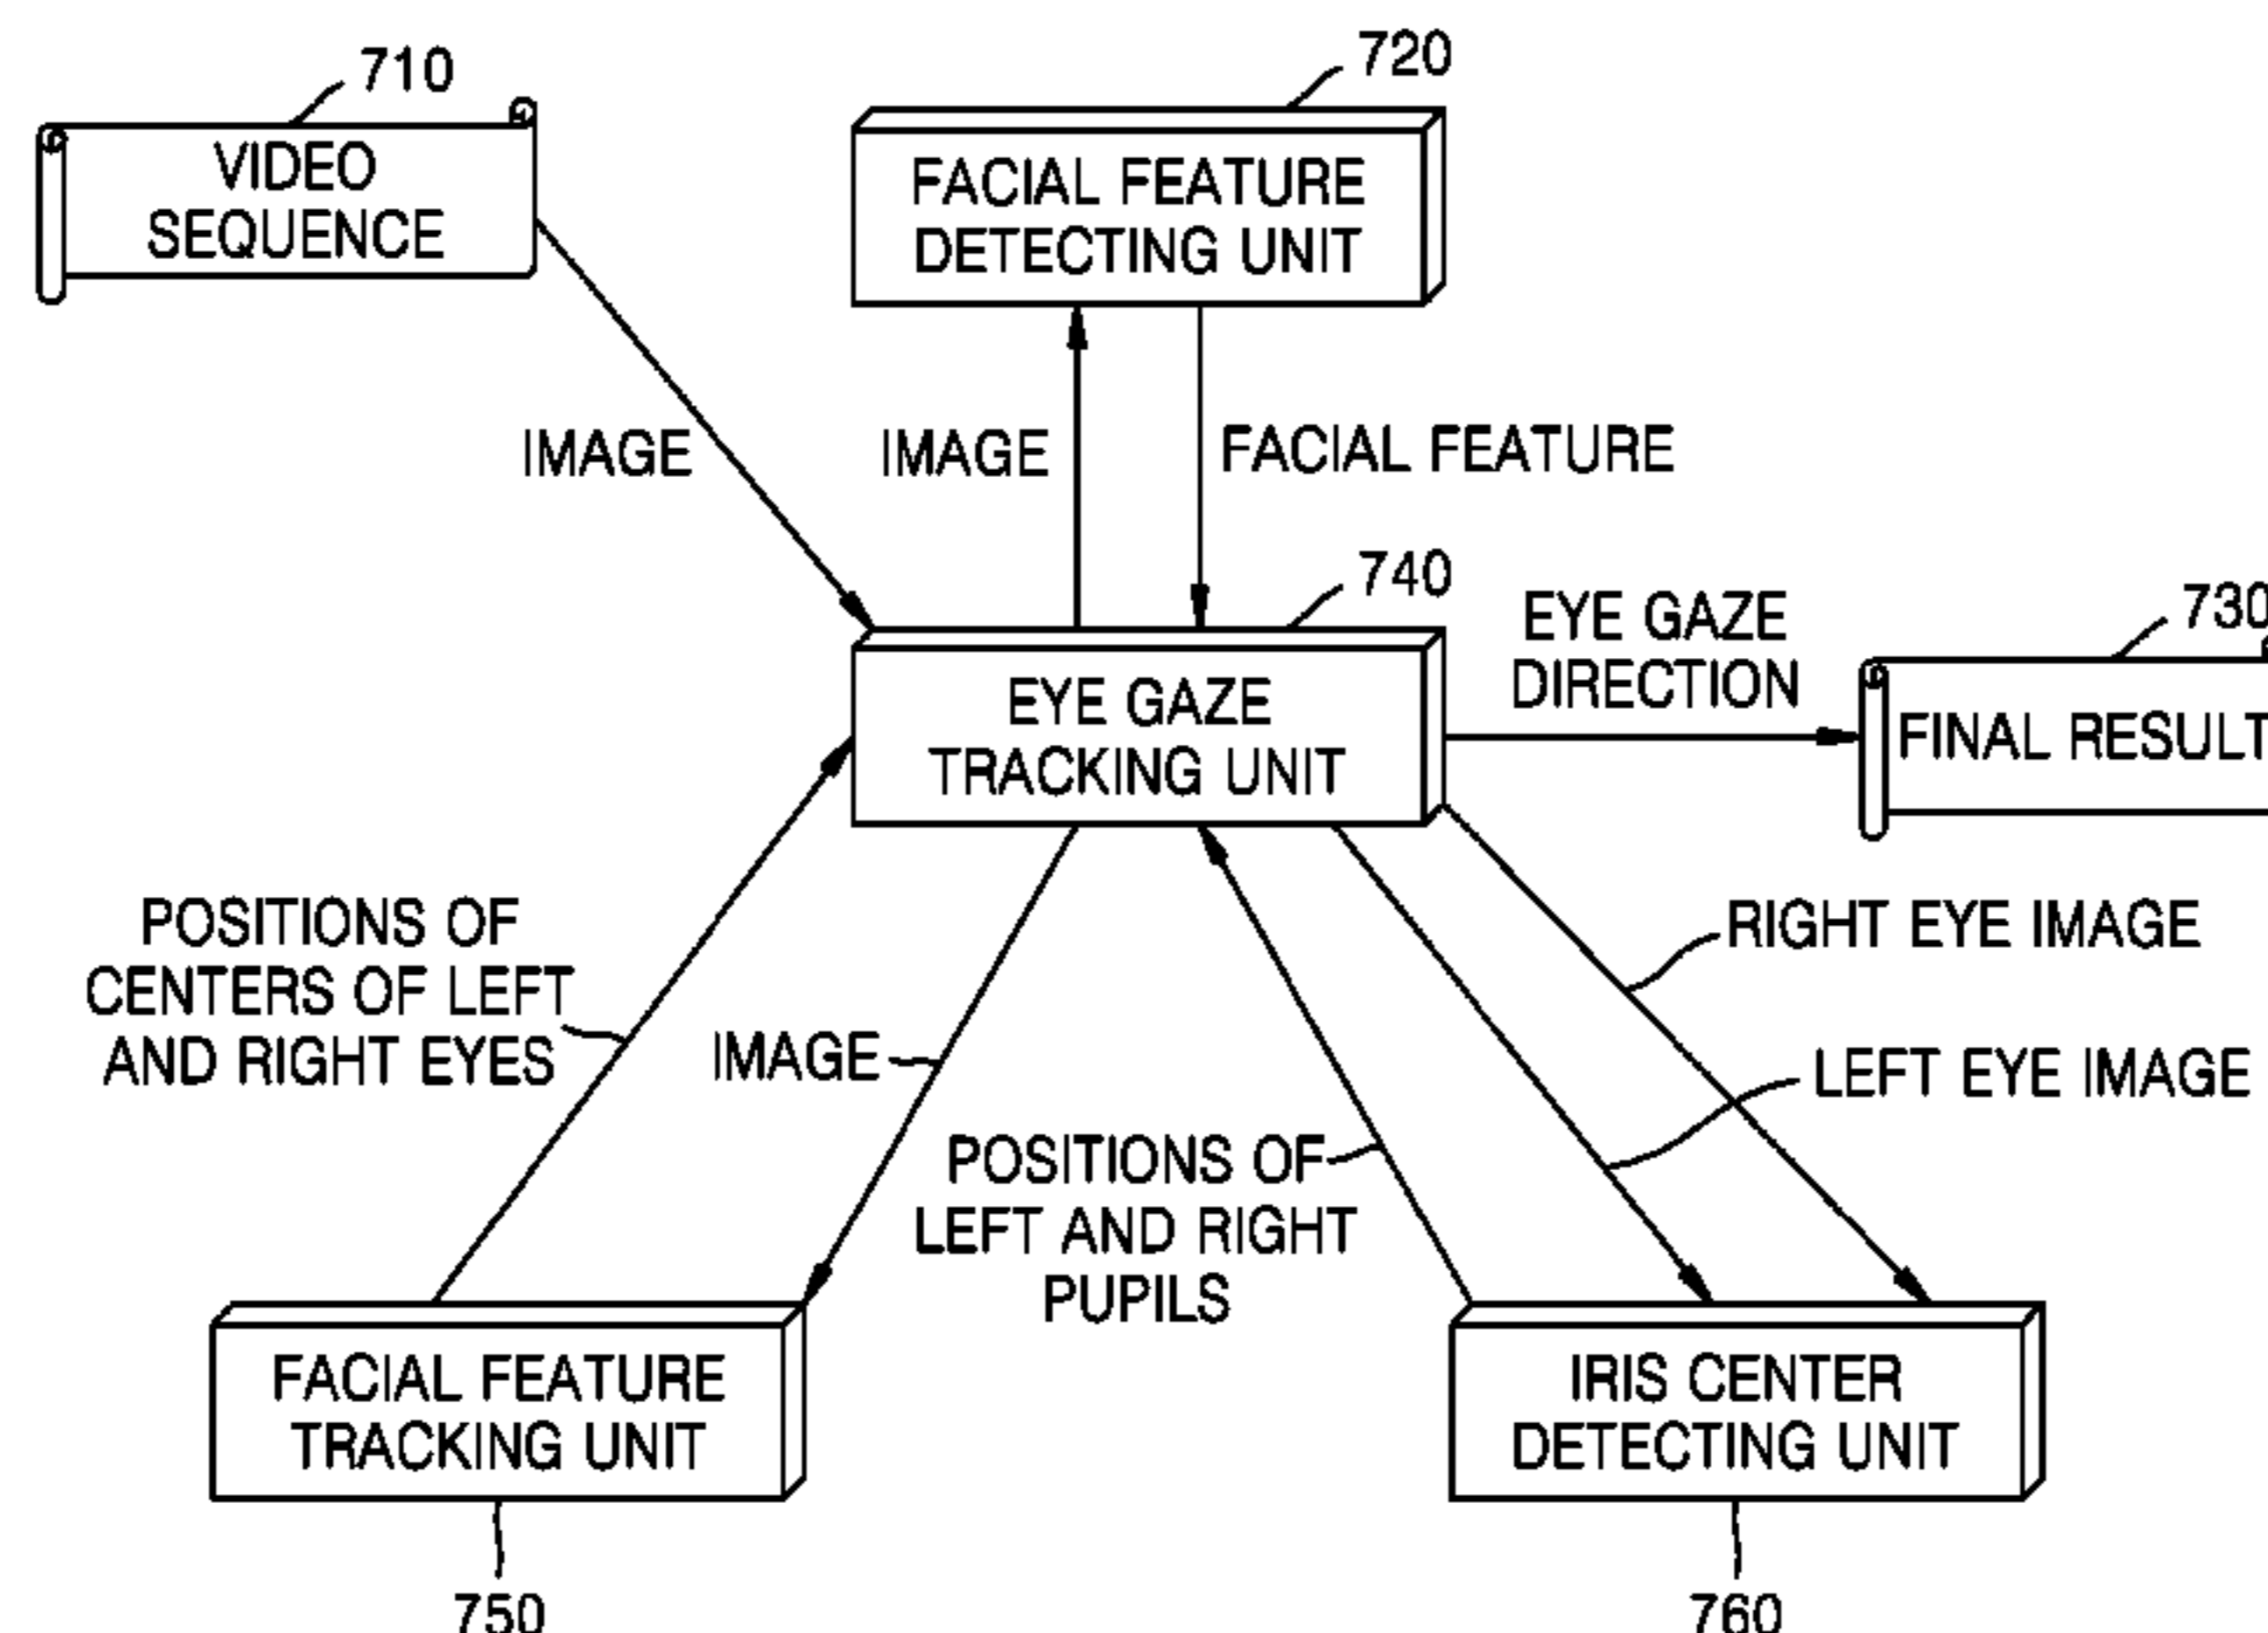 710
VIDEO
SEQUENCE
720
FACIAL FEATURE
DETECTING UNIT
IMAGE
IMAGE
FACIAL FEATURE
740
EYE GAZE
TRACKING UNIT
EYE GAZE
DIRECTION
730
FINAL RESULT
POSITIONS OF
CENTERS OF LEFT
AND RIGHT EYES
IMAGE
POSITIONS OF
LEFT AND RIGHT
PUPILS
RIGHT EYE IMAGE
LEFT EYE IMAGE
FACIAL FEATURE
TRACKING UNIT
750
IRIS CENTER
DETECTING UNIT
760